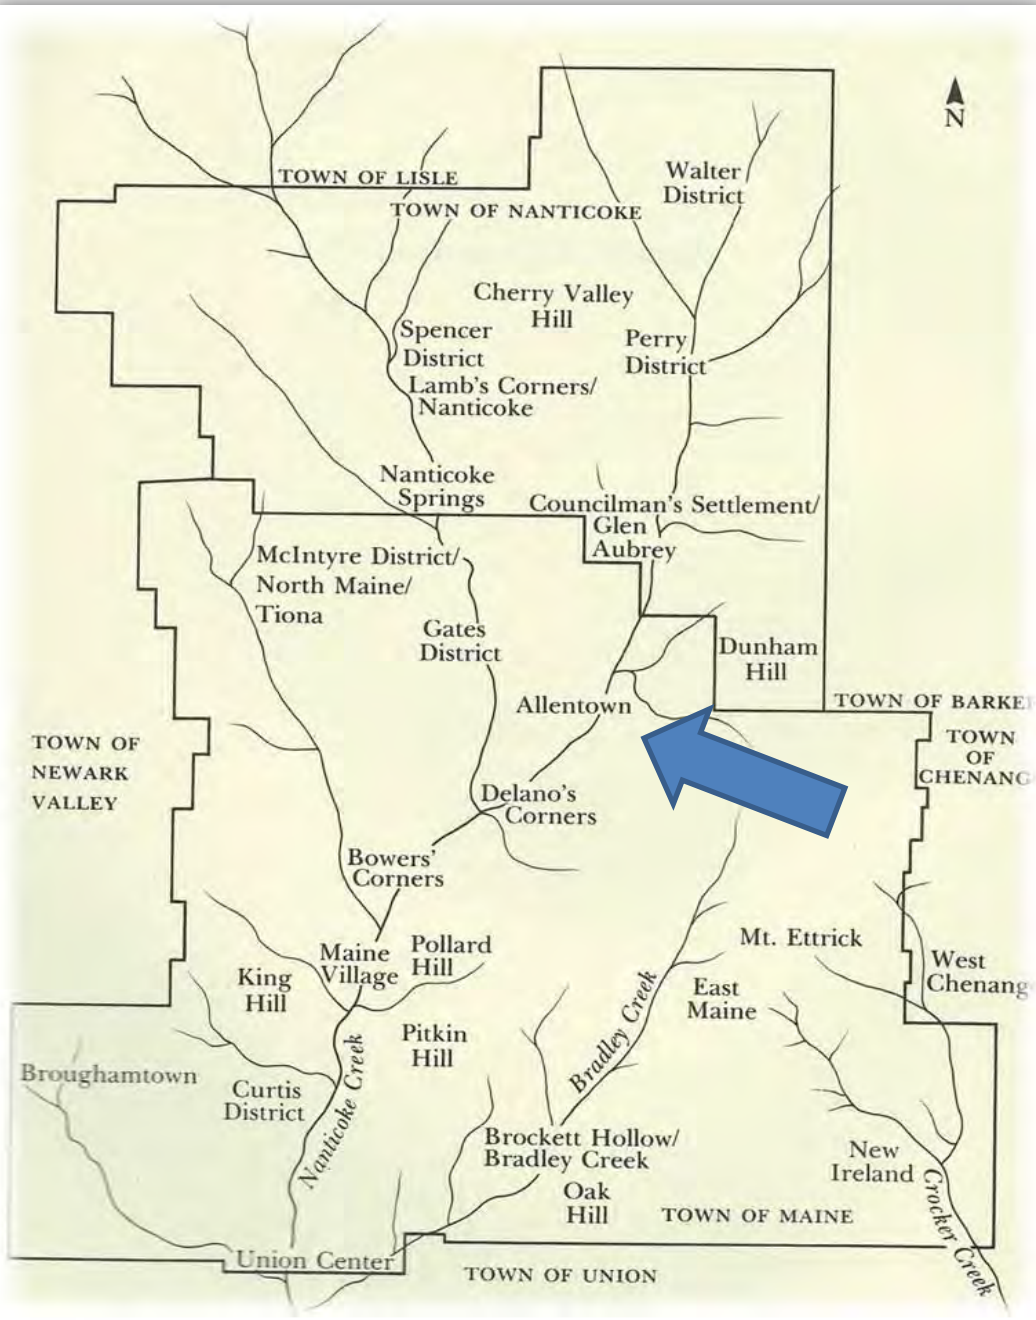 N
TOWN OF LISLE
TOWN OF NANTICOKE
Walter
District
Cherry Valley
Hill
Spencer
District
Perry
District
Lamb's Corners/
Nanticoke
Nanticoke
Springs
Councilman's Settlement/
Glen
Aubrey
McIntyre District/
North Maine/
Tiona
Gates
District
Dunham
Hill
Allentown
TOWN OF BARKE
TOWN OF
NEWARK
VALLEY
TOWN
OF
CHENANG
Delano's
Corners
Bowers'
Corners
Maine
Village
Pollard
Hill
King
Hill
Mt. Ettrick
West
Chenang
East
Maine
Pitkin
Hill
Bradley Creek
Nanticoke Creek
Broughamtown
Curtis
District
Brockett Hollow/
Bradley Creek
New
Ireland
Oak
Hill
Crocker Creek
TOWN OF MAINE
Union Center
TOWN OF UNION